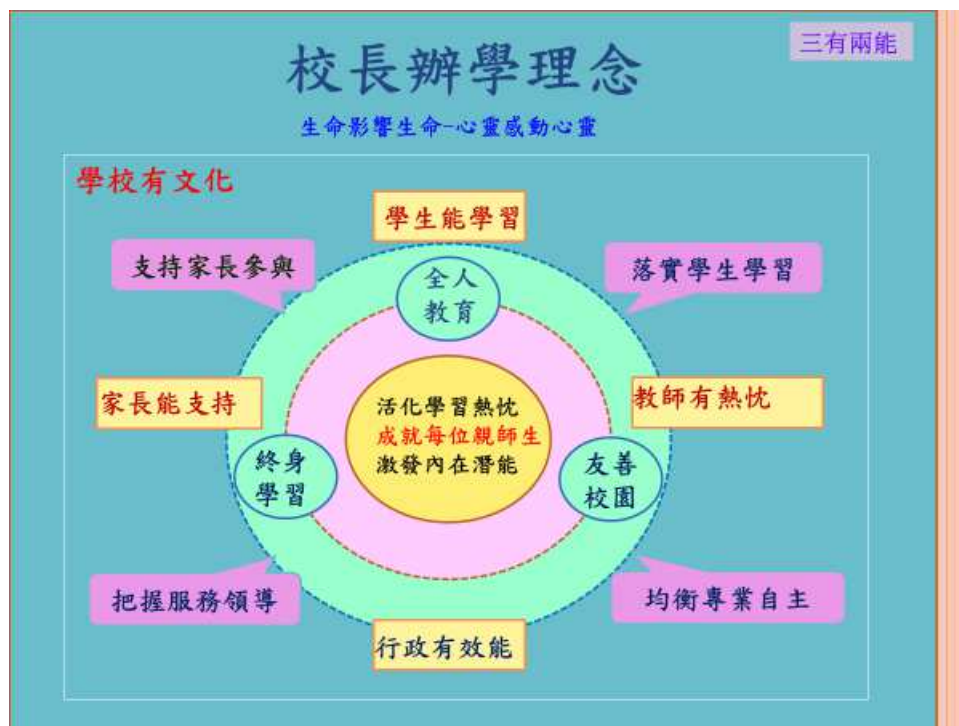 三有兩能
校長辦學理念
生命影響生命-心靈感動心靈
學校有文化
學生能學習
支持家長參與
落實學生學習
全人
教育
家長能支持
教師有熱忱
活化學習熱忱
成就每位親師生
激發內在潛能
終身
學習
友善
校園
把握服務領導
均衡專業自主
行政有效能